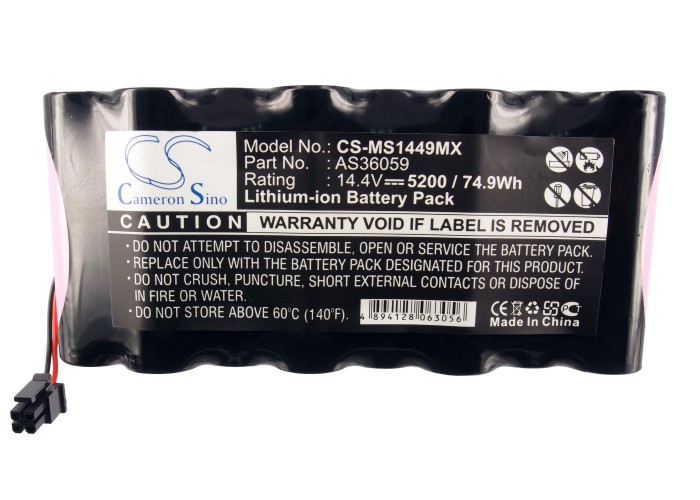 CS
Cameron Sino
Model No.: CS-MS1449MX
Part No. : AS36059
Rating : 14.4V 5200 / 74.9Wh
Lithium-ion Battery Pack
CAUTION WARRANTY VOID IF LABEL IS REMOVED
• DO NOT ATTEMPT TO DISASSEMBLE, OPEN OR SERVICE THE BATTERY PACK.
• REPLACE ONLY WITH THE BATTERY PACK DESIGNATED FOR THIS PRODUCT.
• DO NOT CRUSH, PUNCTURE, SHORT EXTERNAL CONTACTS OR DISPOSE OF
IN FIRE OR WATER.
• DO NOT STORE ABOVE 60°C (140°F).
4 894128 063056
CE
Made In China